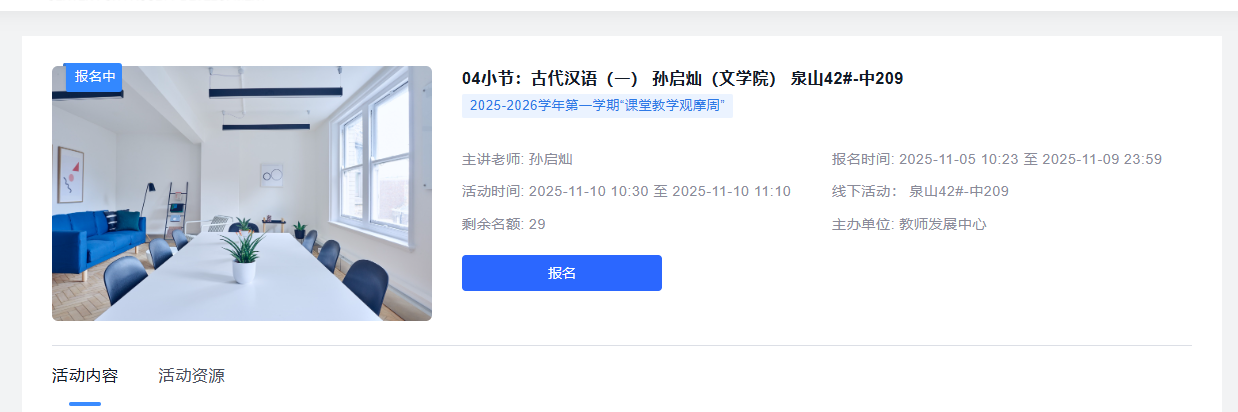 报名中
04小节：古代汉语（一） 孙启灿（文学院） 泉山42#-中209
2025-2026学年第一学期“课堂教学观摩周”
主讲老师: 孙启灿
报名时间: 2025-11-05 10:23 至 2025-11-09 23:59
活动时间: 2025-11-10 10:30 至 2025-11-10 11:10
线下活动： 泉山42#-中209
剩余名额: 29
主办单位: 教师发展中心
报名
活动内容
活动资源